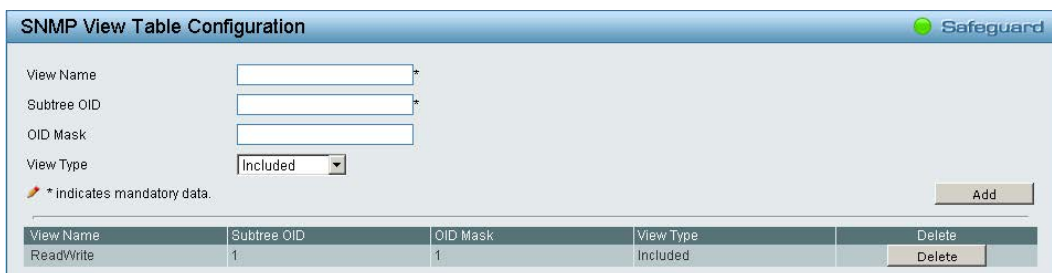 SNMP View Table Configuration Safeguard
View Name *
Subtree OID *
OID Mask
View Type Included
* indicates mandatory data.
Add
View Name Subtree OID OID Mask View Type Delete
ReadWrite 1 1 Included Delete